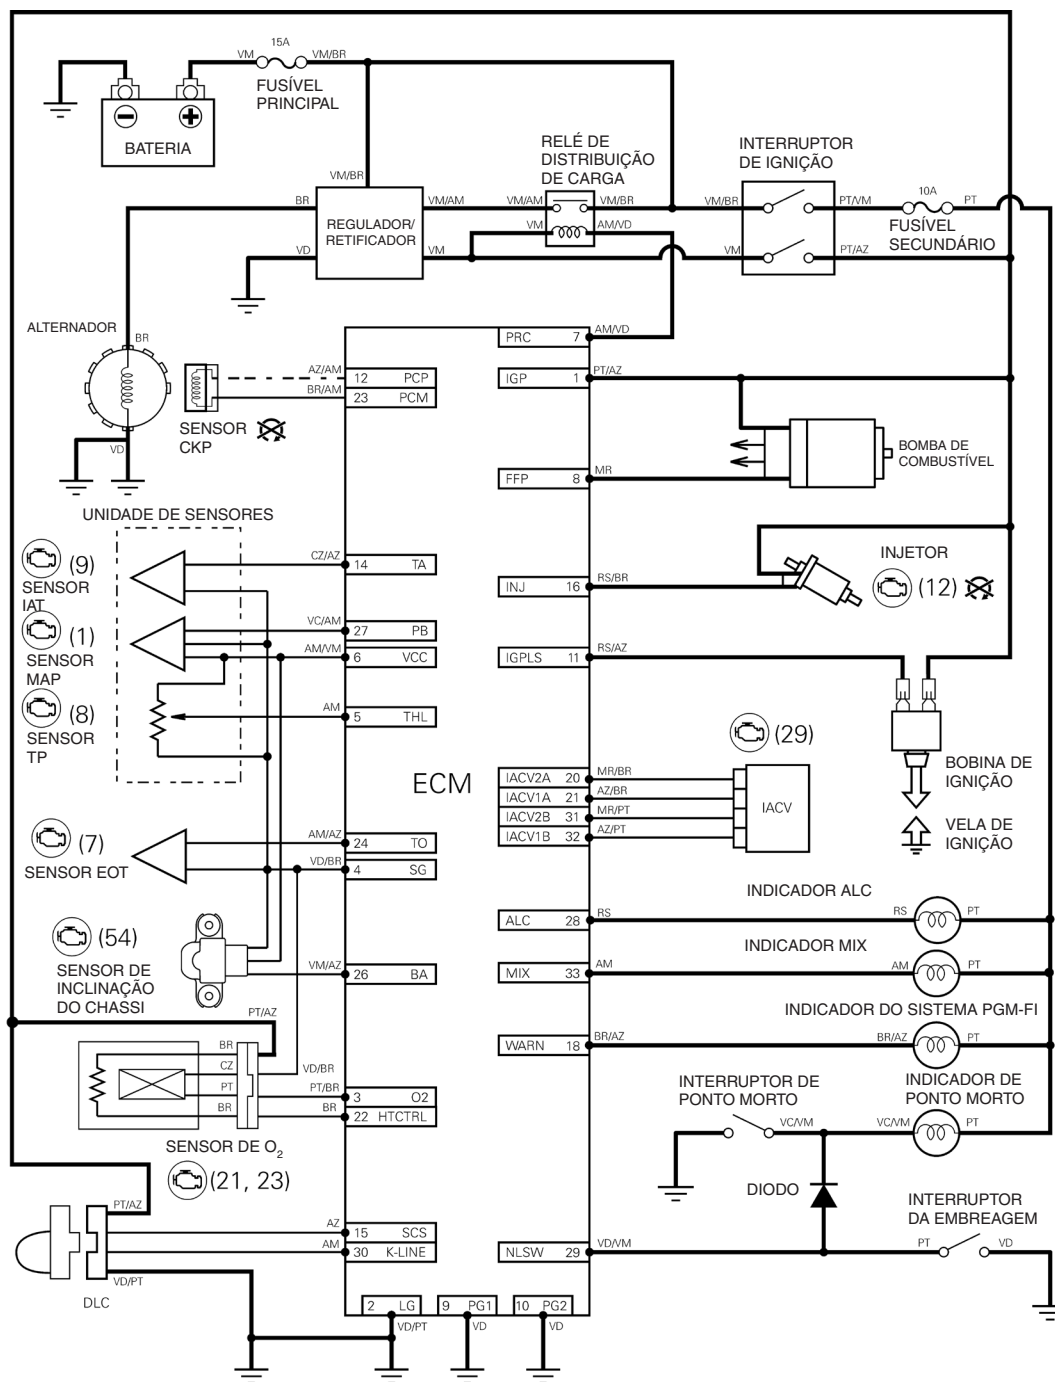 15A
VM
VM/BR
FUSÍVEL
PRINCIPAL
BATERIA
VM/BR
RELÉ DE
DISTRIBUIÇÃO
DE CARGA
INTERRUPTOR
DE IGNIÇÃO
BR
REGULADOR/
RETIFICADOR
VD
VM/AM
VM
VM/AM
VM/BR
VM
AM/VD
VM/BR
PT/VM
10A
PT
FUSÍVEL
SECUNDÁRIO
VM
PT/AZ
ALTERNADOR
BR
VD
SENSOR
CKP
AZ/AM
12 PCP
BR/AM
23 PCM
PRC 7
AM/VD
IGP 1
PT/AZ
BOMBA DE
COMBUSTÍVEL
FFP 8
MR
UNIDADE DE SENSORES
(9)
SENSOR
IAT
CZ/AZ
14 TA
INJETOR
(12)
INJ 16
RS/BR
(1)
SENSOR
MAP
VC/AM
27 PB
AM/VM
6 VCC
IGPLS 11
RS/AZ
(8)
SENSOR
TP
AM
5 THL
(29)
ECM
IACV2A 20
MR/BR
IACV1A 21
AZ/BR
IACV2B 31
MR/PT
IACV1B 32
AZ/PT
IACV
BOBINA DE
IGNIÇÃO
VELA DE
IGNIÇÃO
(7)
SENSOR EOT
AM/AZ
24 TO
VD/BR
4 SG
INDICADOR ALC
ALC 28
RS
RS
PT
(54)
SENSOR DE
INCLINAÇÃO
DO CHASSI
VM/AZ
26 BA
INDICADOR MIX
MIX 33
AM
AM
PT
PT/AZ
INDICADOR DO SISTEMA PGM-FI
WARN 18
BR/AZ
BR/AZ
PT
BR
CZ
PT
BR
VD/BR
PT/BR
3 O2
BR
22 HTCTRL
SENSOR DE O2
(21, 23)
INTERRUPTOR DE
PONTO MORTO
INDICADOR DE
PONTO MORTO
VC/VM
VC/VM
PT
DIODO
INTERRUPTOR
DA EMBREAGEM
PT/AZ
AZ
15 SCS
AM
30 K-LINE
VD/PT
DLC
NLSW 29
VD/VM
PT
VD
2 LG
9 PG1
10 PG2
VD/PT
VD
VD